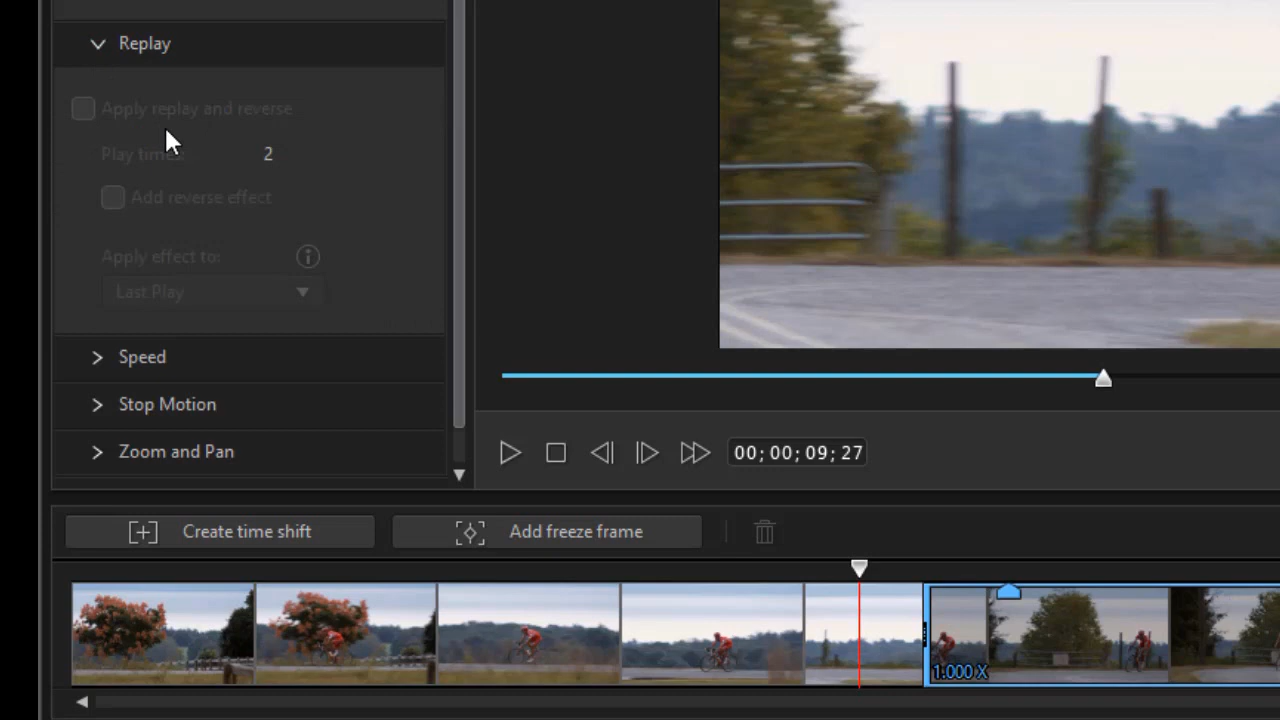 Replay
Apply replay and reverse
Play times: 2
Add reverse effect
Apply effect to:
Last Play
Speed
Stop Motion
Zoom and Pan
00; 00; 09; 27
Create time shift
Add freeze frame
1.000 X